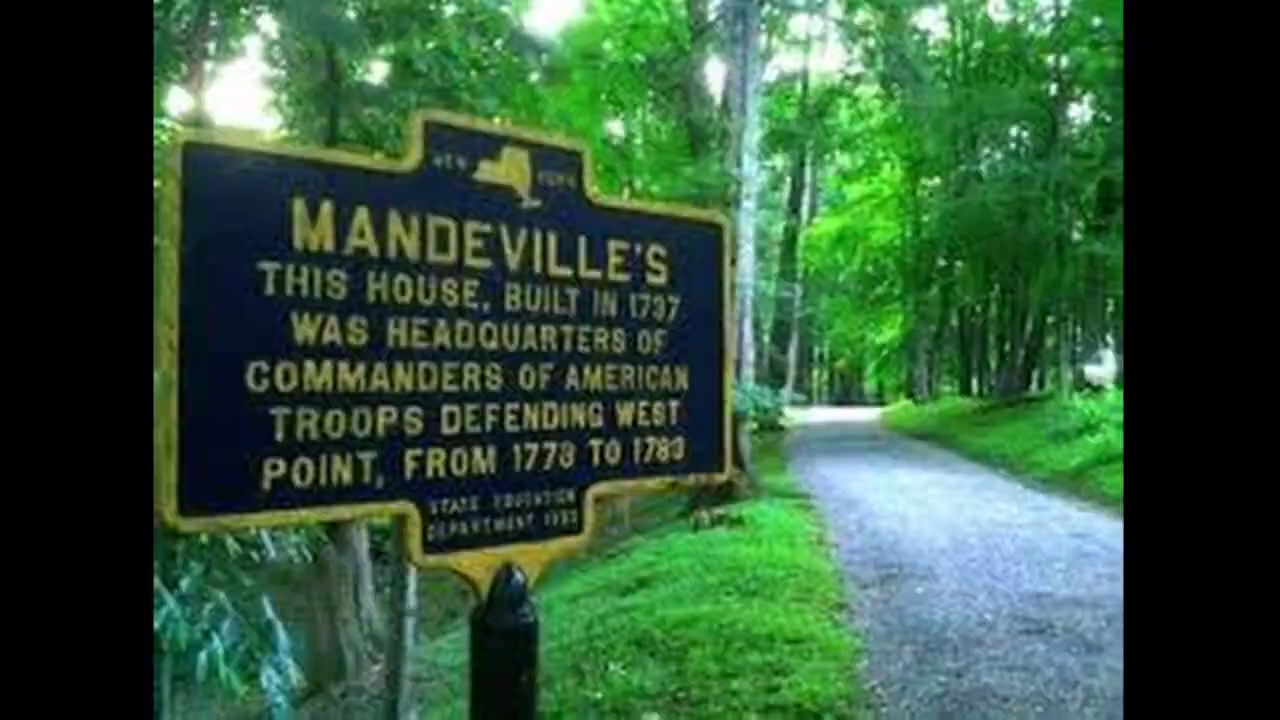 NEW YORK
MANDEVILLE'S
THIS HOUSE, BUILT IN 1737
WAS HEADQUARTERS OF
COMMANDERS OF AMERICAN
TROOPS DEFENDING WEST
POINT, FROM 1778 TO 1783
STATE EDUCATION
DEPARTMENT